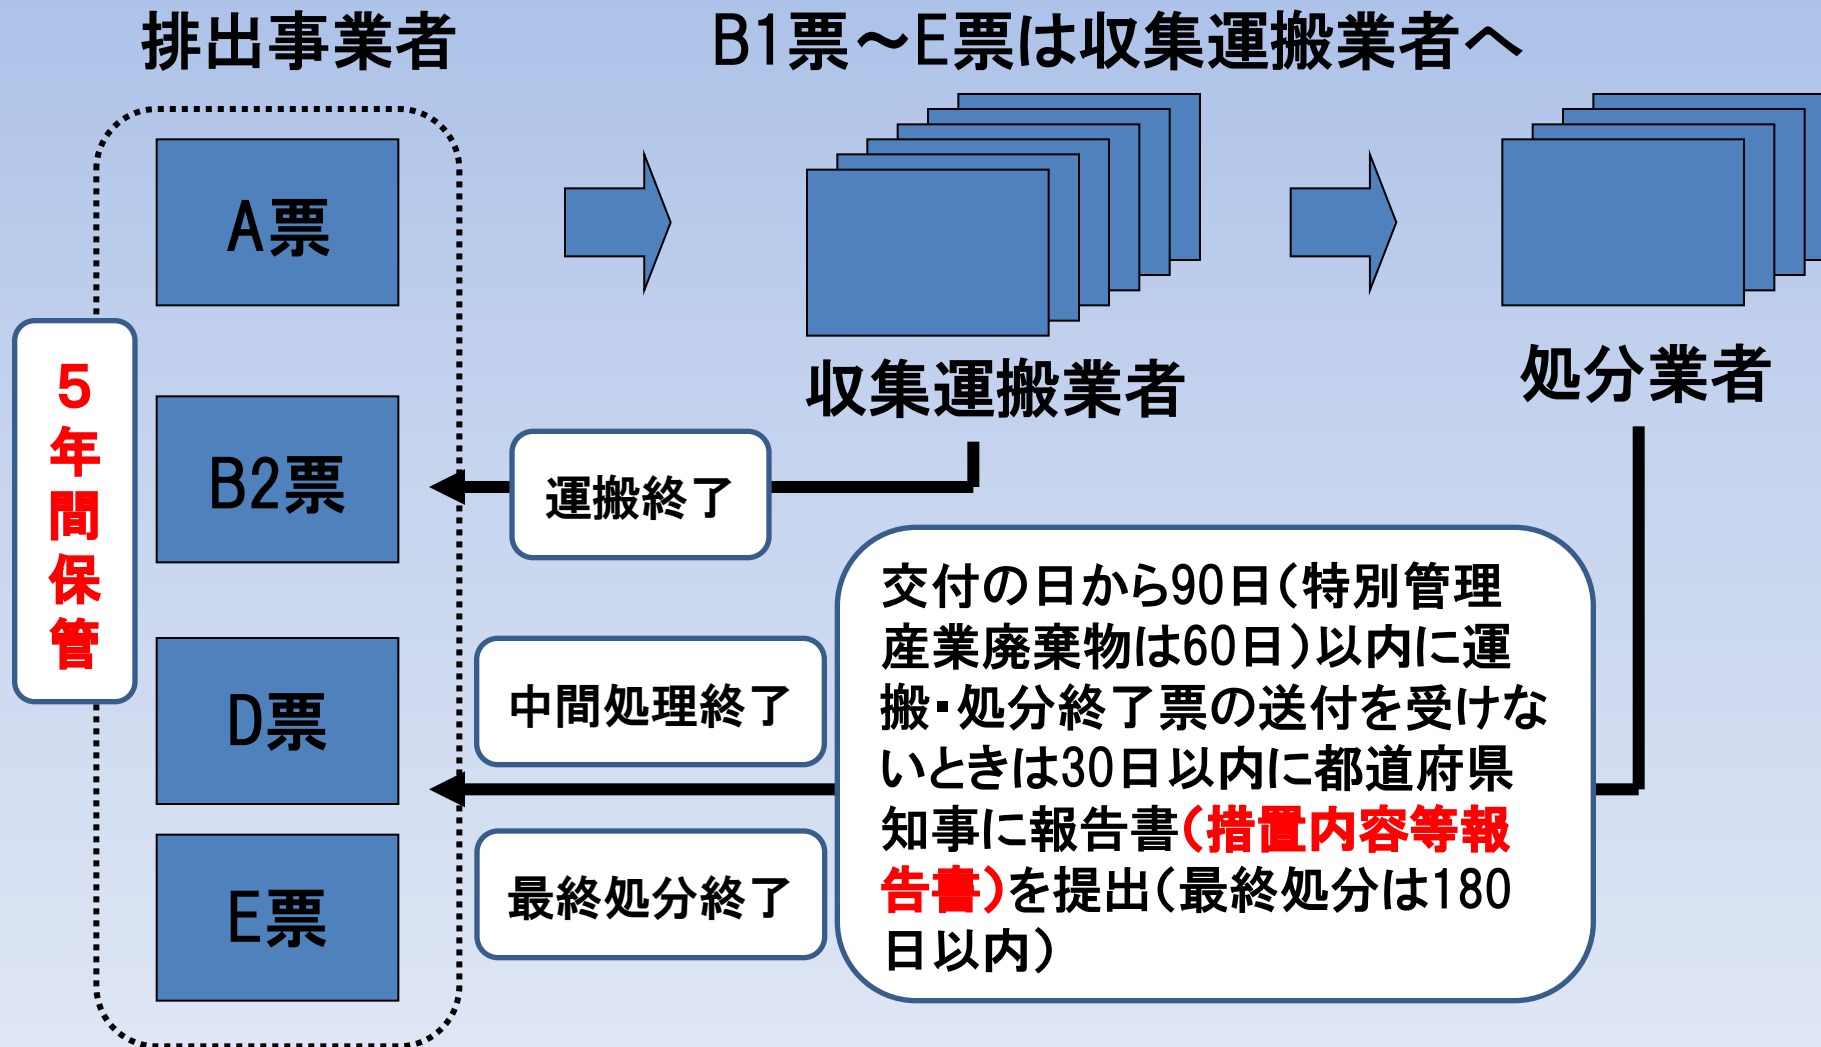 排出事業者
B1票～E票は収集運搬業者へ
A票
B2票
D票
E票
5年間保管
収集運搬業者
処分業者
運搬終了
中間処理終了
最終処分終了
交付の日から90日(特別管理
産業廃棄物は60日)以内に運
搬・処分終了票の送付を受けな
いときは30日以内に都道府県
知事に報告書(措置内容等報
告書)を提出(最終処分は180
日以内)